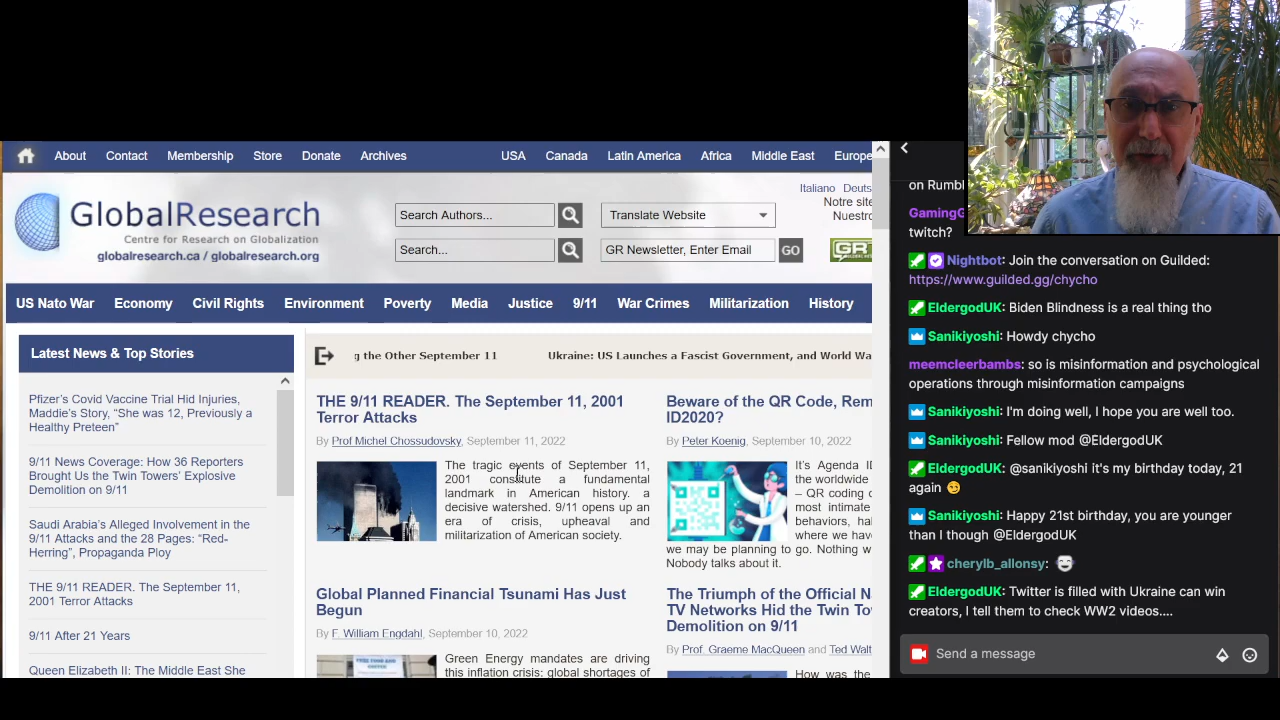 About Contact Membership Store Donate Archives USA Canada Latin America Africa Middle East Europe
GlobalResearch
Centre for Research on Globalization
globalresearch.ca / globalresearch.org
Search Authors...
Translate Website
Search...
GR Newsletter, Enter Email
GO
Italiano Deuts
Notre site
Nuestro
GR
US Nato War Economy Civil Rights Environment Poverty Media Justice 9/11 War Crimes Militarization History
Latest News & Top Stories
Pfizer's Covid Vaccine Trial Hid Injuries,
Maddie's Story, “She was 12, Previously a
Healthy Preteen”
9/11 News Coverage: How 36 Reporters
Brought Us the Twin Towers' Explosive
Demolition on 9/11
Saudi Arabia's Alleged Involvement in the
9/11 Attacks and the 28 Pages: “Red-
Herring”, Propaganda Ploy
THE 9/11 READER. The September 11,
2001 Terror Attacks
9/11 After 21 Years
Queen Elizabeth II: The Middle East She
g the Other September 11
Ukraine: US Launches a Fascist Government, and World Wa
THE 9/11 READER. The September 11, 2001
Terror Attacks
By Prof Michel Chossudovsky, September 11, 2022
The tragic events of September 11,
2001 constitute a fundamental
landmark in American history. a
decisive watershed. 9/11 opens up an
era of crisis, upheaval and
militarization of American society.
Global Planned Financial Tsunami Has Just
Begun
By F. William Engdahl, September 10, 2022
Green Energy mandates are driving
this inflation crisis: global shortages of
Beware of the QR Code, Rem
ID2020?
By Peter Koenig, September 10, 2022
It's Agenda ID
the worldwide
– QR coding o
most intimate
behaviors, ha
where we hav
we may be planning to go. Nothing w
Nobody talks about it.
The Triumph of the Official N
TV Networks Hid the Twin Tov
Demolition on 9/11
By Prof. Graeme MacQueen and Ted Walt
How was the
on Rumbl
GamingG
twitch?
Nightbot: Join the conversation on Guilded:
https://www.guilded.gg/chycho
EldergodUK: Biden Blindness is a real thing tho
Sanikiyoshi: Howdy chycho
meemcleerbambs: so is misinformation and psychological
operations through misinformation campaigns
Sanikiyoshi: I'm doing well, I hope you are well too.
Sanikiyoshi: Fellow mod @EldergodUK
EldergodUK: @sanikiyoshi it's my birthday today, 21
again 😏
Sanikiyoshi: Happy 21st birthday, you are younger
than I though @EldergodUK
cherylb_allonsy:
EldergodUK: Twitter is filled with Ukraine can win
creators, I tell them to check WW2 videos....
Send a message